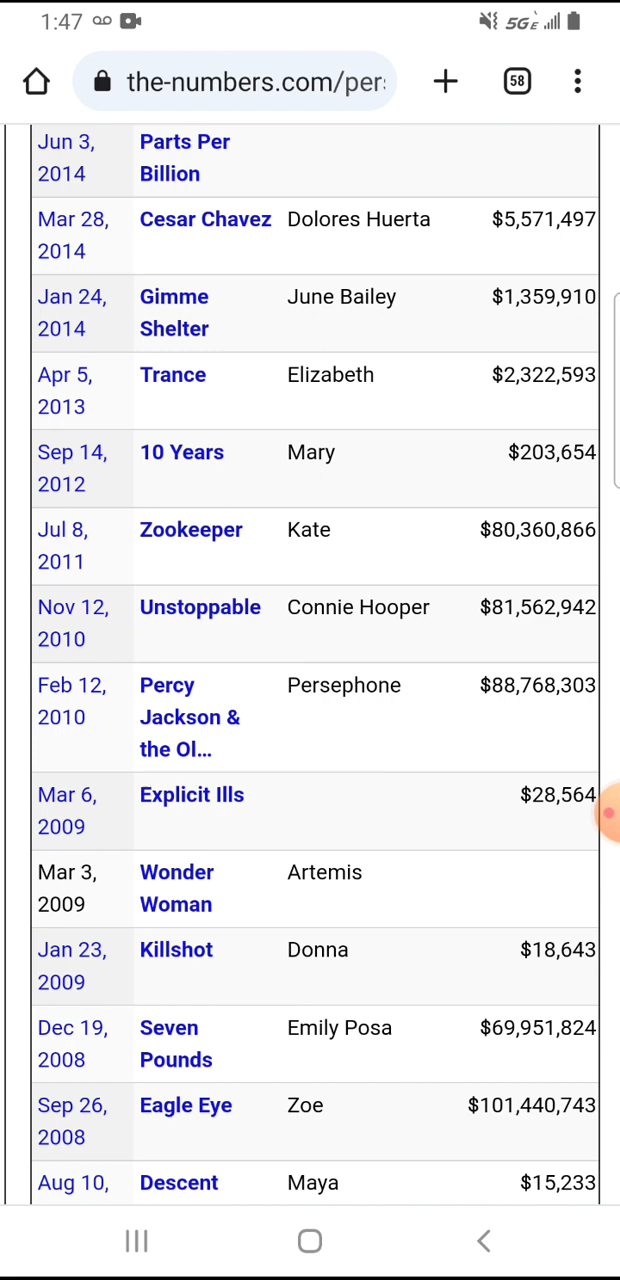 1:47
5GE
the-numbers.com/per
58
Jun 3, Parts Per
2014 Billion
Mar 28, Cesar Chavez Dolores Huerta $5,571,497
2014
Jan 24, Gimme June Bailey $1,359,910
2014 Shelter
Apr 5, Trance Elizabeth $2,322,593
2013
Sep 14, 10 Years Mary $203,654
2012
Jul 8, Zookeeper Kate $80,360,866
2011
Nov 12, Unstoppable Connie Hooper $81,562,942
2010
Feb 12, Percy Persephone $88,768,303
2010 Jackson &
the Ol...
Mar 6, Explicit Ills $28,564
2009
Mar 3, Wonder Artemis
2009 Woman
Jan 23, Killshot Donna $18,643
2009
Dec 19, Seven Emily Posa $69,951,824
2008 Pounds
Sep 26, Eagle Eye Zoe $101,440,743
2008
Aug 10, Descent Maya $15,233